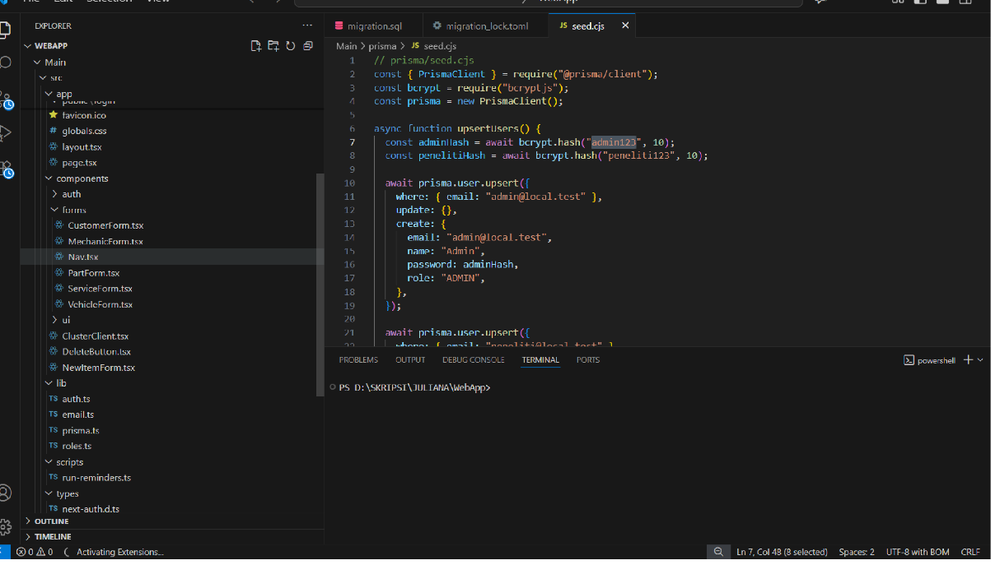 File Edit Selection View
WebApp
EXPLORER
···
WEBAPP
Main
src
app
public \login
favicon.ico
# globals.css
layout.tsx
page.tsx
components
auth
forms
CustomerForm.tsx
MechanicForm.tsx
Nav.tsx
PartForm.tsx
ServiceForm.tsx
VehicleForm.tsx
ui
ClusterClient.tsx
DeleteButton.tsx
NewItemForm.tsx
lib
TS auth.ts
TS email.ts
TS prisma.ts
TS roles.ts
scripts
TS run-reminders.ts
types
TS next-auth.d.ts
OUTLINE
TIMELINE
migration.sql
migration_lock.toml
JS seed.cjs
Main > prisma > JS seed.cjs
1 // prisma/seed.cjs
2 const { PrismaClient } = require("@prisma/client");
3 const bcrypt = require("bcryptjs");
4 const prisma = new PrismaClient();
5
6 async function upsertUsers() {
7 const adminHash = await bcrypt.hash("admin123", 10);
8 const penelitiHash = await bcrypt.hash("peneliti123", 10);
9
10 await prisma.user.upsert({
11 where: { email: "admin@local.test" },
12 update: {},
13 create: {
14 email: "admin@local.test",
15 name: "Admin",
16 password: adminHash,
17 role: "ADMIN",
18 },
19 });
20
21 await prisma.user.upsert({
22 where: { email: "peneliti@local.test" }
PROBLEMS OUTPUT DEBUG CONSOLE TERMINAL PORTS
powershell
PS D:\SKRIPSI\JULIANA\WebApp>
0 0 Activating Extensions...
Ln 7, Col 48 (8 selected) Spaces: 2 UTF-8 with BOM CRLF